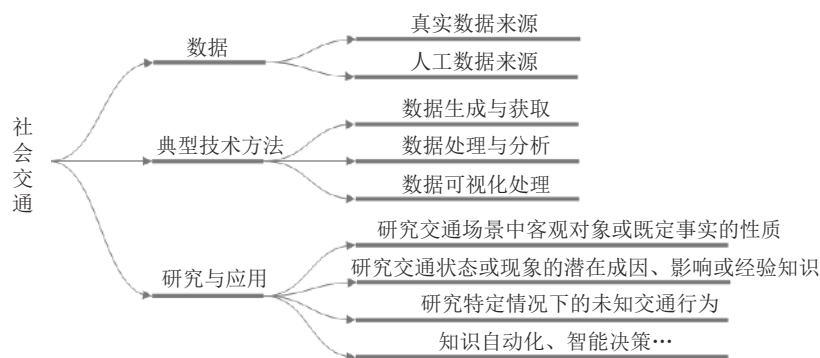 社会交通
数据
真实数据来源
人工数据来源
典型技术方法
数据生成与获取
数据处理与分析
数据可视化处理
研究与应用
研究交通场景中客观对象或既定事实的性质
研究交通状态或现象的潜在成因、影响或经验知识
研究特定情况下的未知交通行为
知识自动化、智能决策…